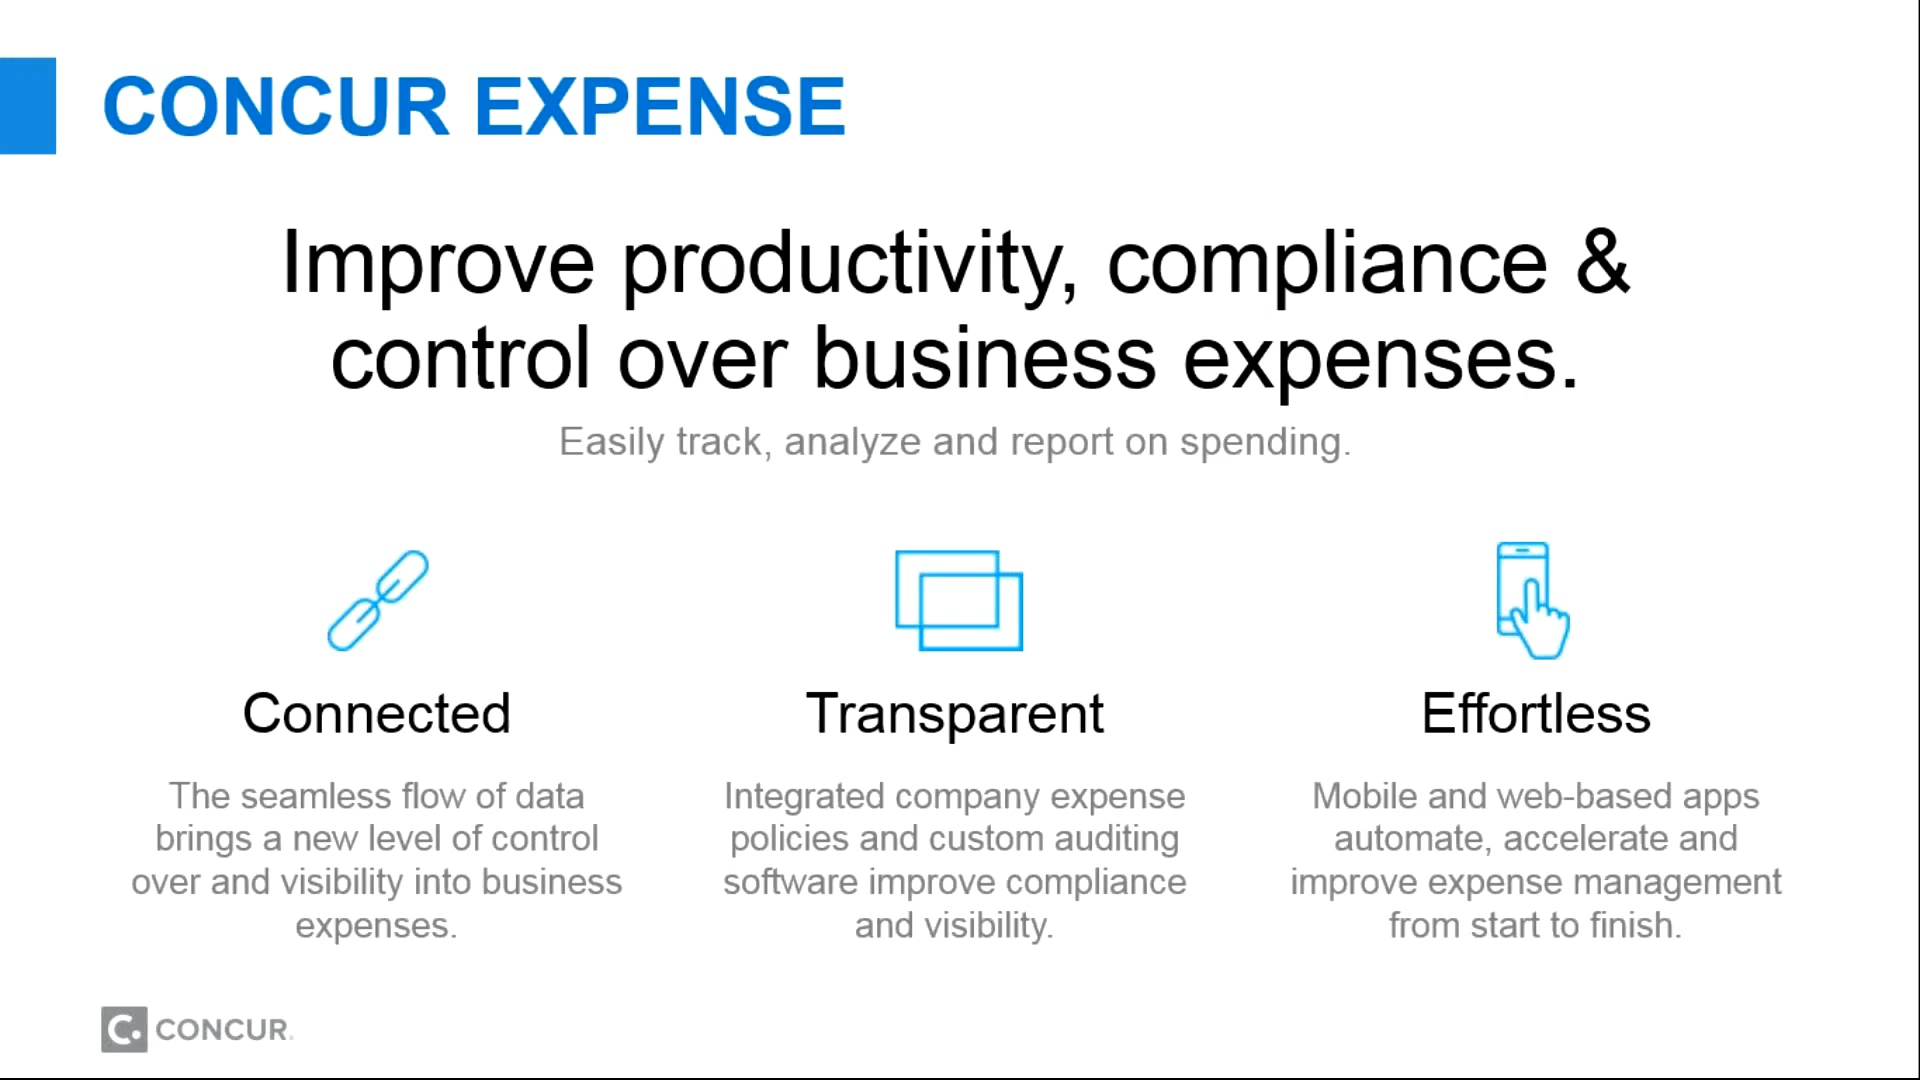 CONCUR EXPENSE
Improve productivity, compliance &
control over business expenses.
Easily track, analyze and report on spending.
Connected
The seamless flow of data
brings a new level of control
over and visibility into business
expenses.
Transparent
Integrated company expense
policies and custom auditing
software improve compliance
and visibility.
Effortless
Mobile and web-based apps
automate, accelerate and
improve expense management
from start to finish.
C. CONCUR.